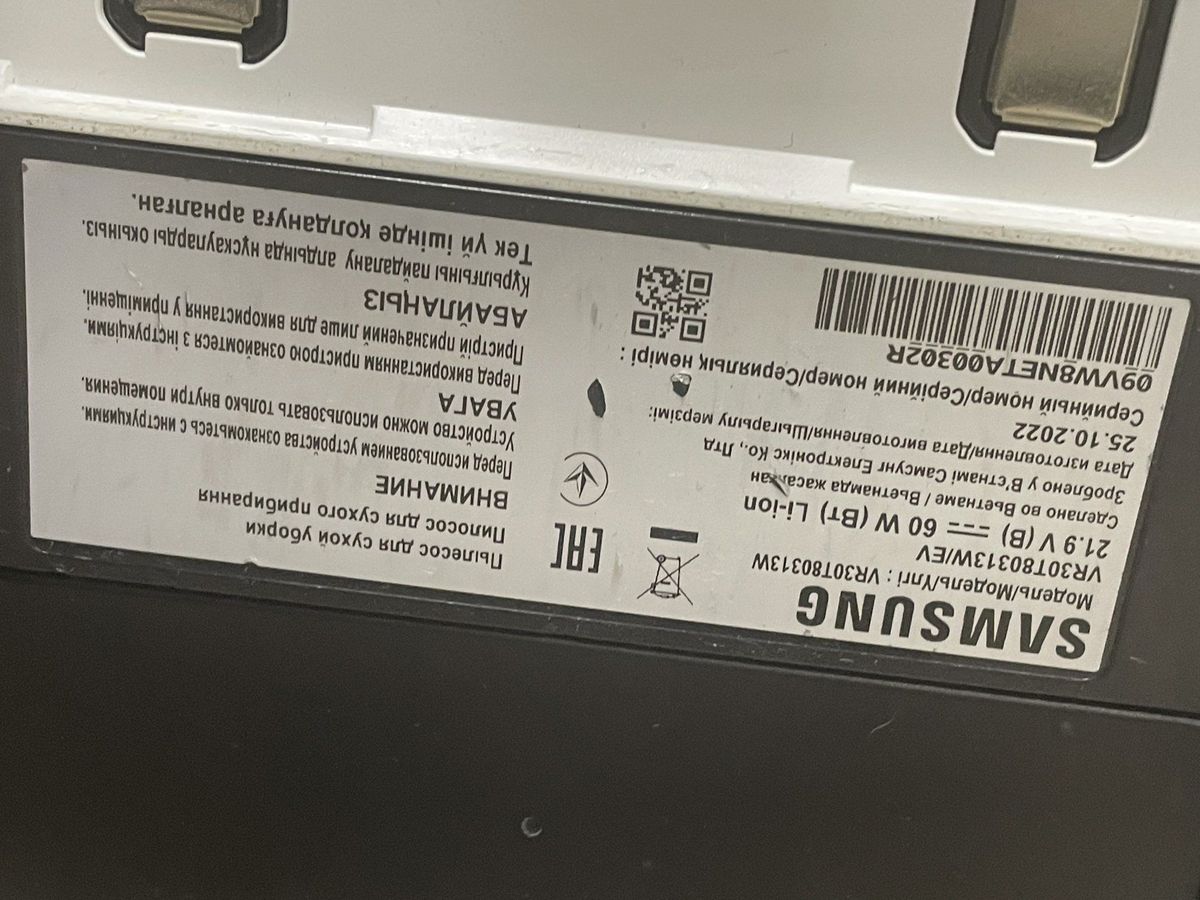 SAMSUNG
Модель/Модель/Үлгі : VR30T80313W
VR30T80313W/EV
21.9 V (В) 60 W (Вт) Li-ion
Сделано во Вьетнаме / Вьетнамда жасалған
Зроблено у В'єтнамі Самсунг Електронікс Ко., Лтд
Дата изготовления/Дата виготовлення/Шығарылу мерзімі:
25.10.2022
Серийный номер/Серійний номер/Сериялық нөмірі :
09VW8NETA00302R
EAC
Пылесос для сухой уборки
Пилосос для сухого прибирання
ВНИМАНИЕ
Перед использованием устройства ознакомьтесь с инструкциями.
Устройство можно использовать только внутри помещения.
УВАГА
Перед використанням пристрою ознайомтеся з інструкціями.
Пристрій призначений лише для використання у приміщенні.
АБАЙЛАҢЫЗ
Құрылғыңызды пайдалану алдында нұсқауларды оқыңыз.
Тек үй ішінде қолдануға арналған.